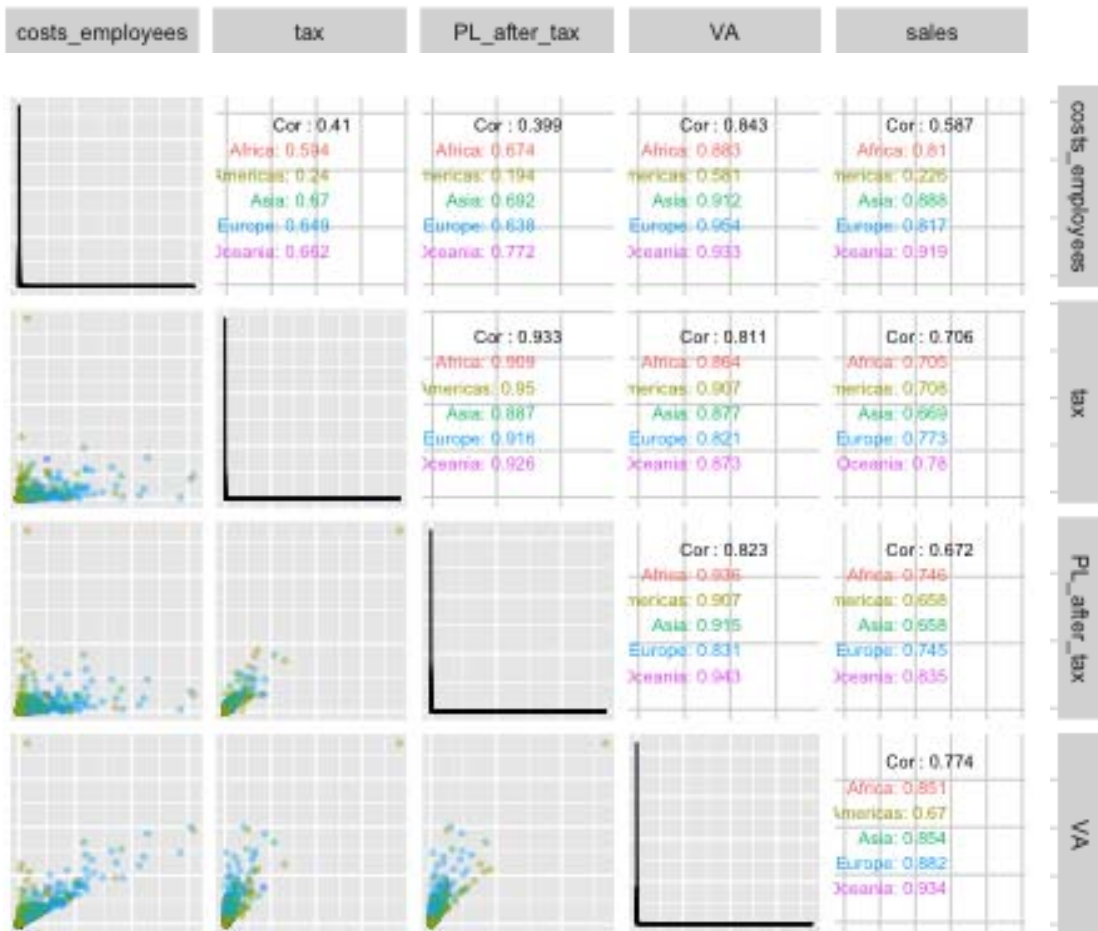 costs_employees tax PL_after_tax VA sales
Cor : 0.41 Cor : 0.399 Cor : 0.843 Cor : 0.587
Africa: 0.594 Africa: 0.674 Africa: 0.883 Africa: 0.81
Americas: 0.24 mericas: 0.194 mericas: 0.581 mericas: 0.226
Asia: 0.67 Asia: 0.692 Asia: 0.912 Asia: 0.888
Europe: 0.649 Europe: 0.638 Europe: 0.954 Europe: 0.817
Oceania: 0.662 Oceania: 0.772 Oceania: 0.933 Oceania: 0.919
costs_employees
Cor : 0.933 Cor : 0.811 Cor : 0.706
Africa: 0.909 Africa: 0.864 Africa: 0.705
Americas: 0.95 mericas: 0.907 mericas: 0.708
Asia: 0.887 Asia: 0.877 Asia: 0.669
Europe: 0.916 Europe: 0.821 Europe: 0.773
Oceania: 0.926 Oceania: 0.873 Oceania: 0.78
tax
Cor : 0.823 Cor : 0.672
Africa: 0.936 Africa: 0.746
mericas: 0.907 mericas: 0.658
Asia: 0.915 Asia: 0.658
Europe: 0.831 Europe: 0.745
Oceania: 0.943 Oceania: 0.835
PL_after_tax
Cor : 0.774
Africa: 0.851
Americas: 0.67
Asia: 0.854
Europe: 0.882
Oceania: 0.934
VA